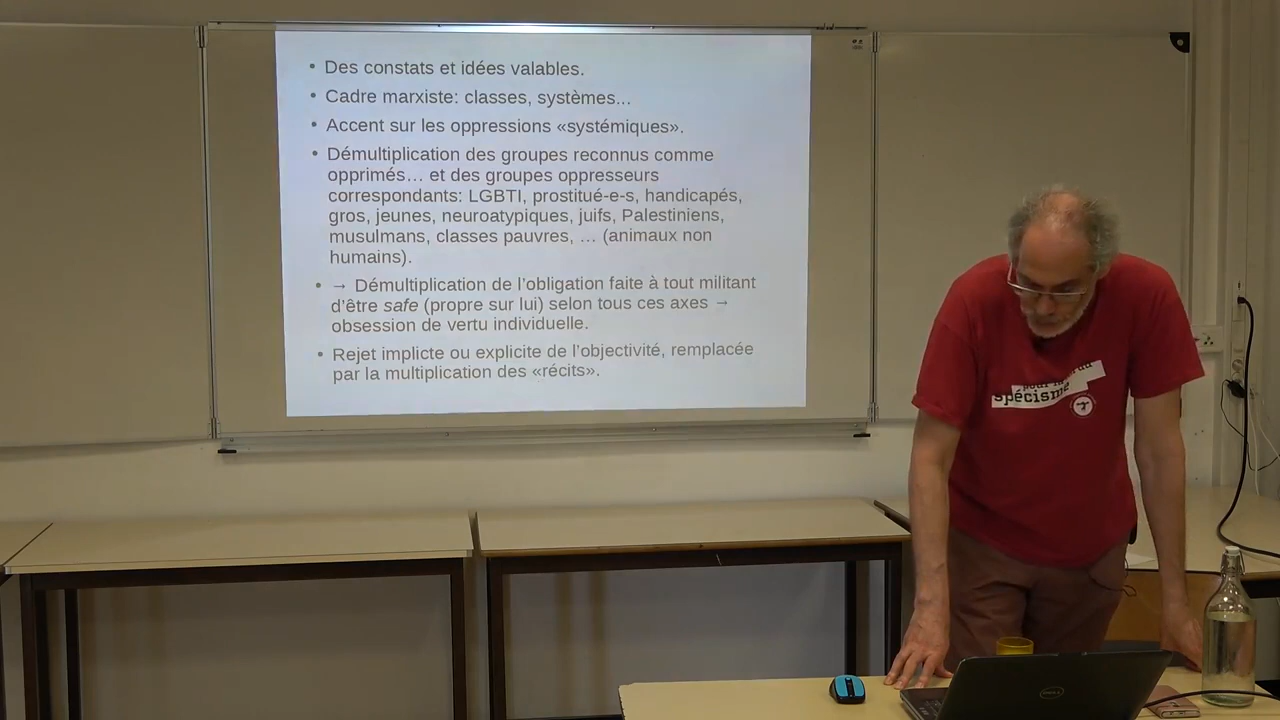 • Des constats et idées valables.
• Cadre marxiste: classes, systèmes...
• Accent sur les oppressions «systémiques».
• Démultiplication des groupes reconnus comme
opprimés… et des groupes oppresseurs
correspondants: LGBTI, prostitué-e-s, handicapés,
gros, jeunes, neuroatypiques, juifs, Palestiniens,
musulmans, classes pauvres, … (animaux non
humains).
• → Démultiplication de l’obligation faite à tout militant
d’être safe (propre sur lui) selon tous ces axes →
obsession de vertu individuelle.
• Rejet implicite ou explicite de l’objectivité, remplacée
par la multiplication des «récits».
pour
spécisme
DELL